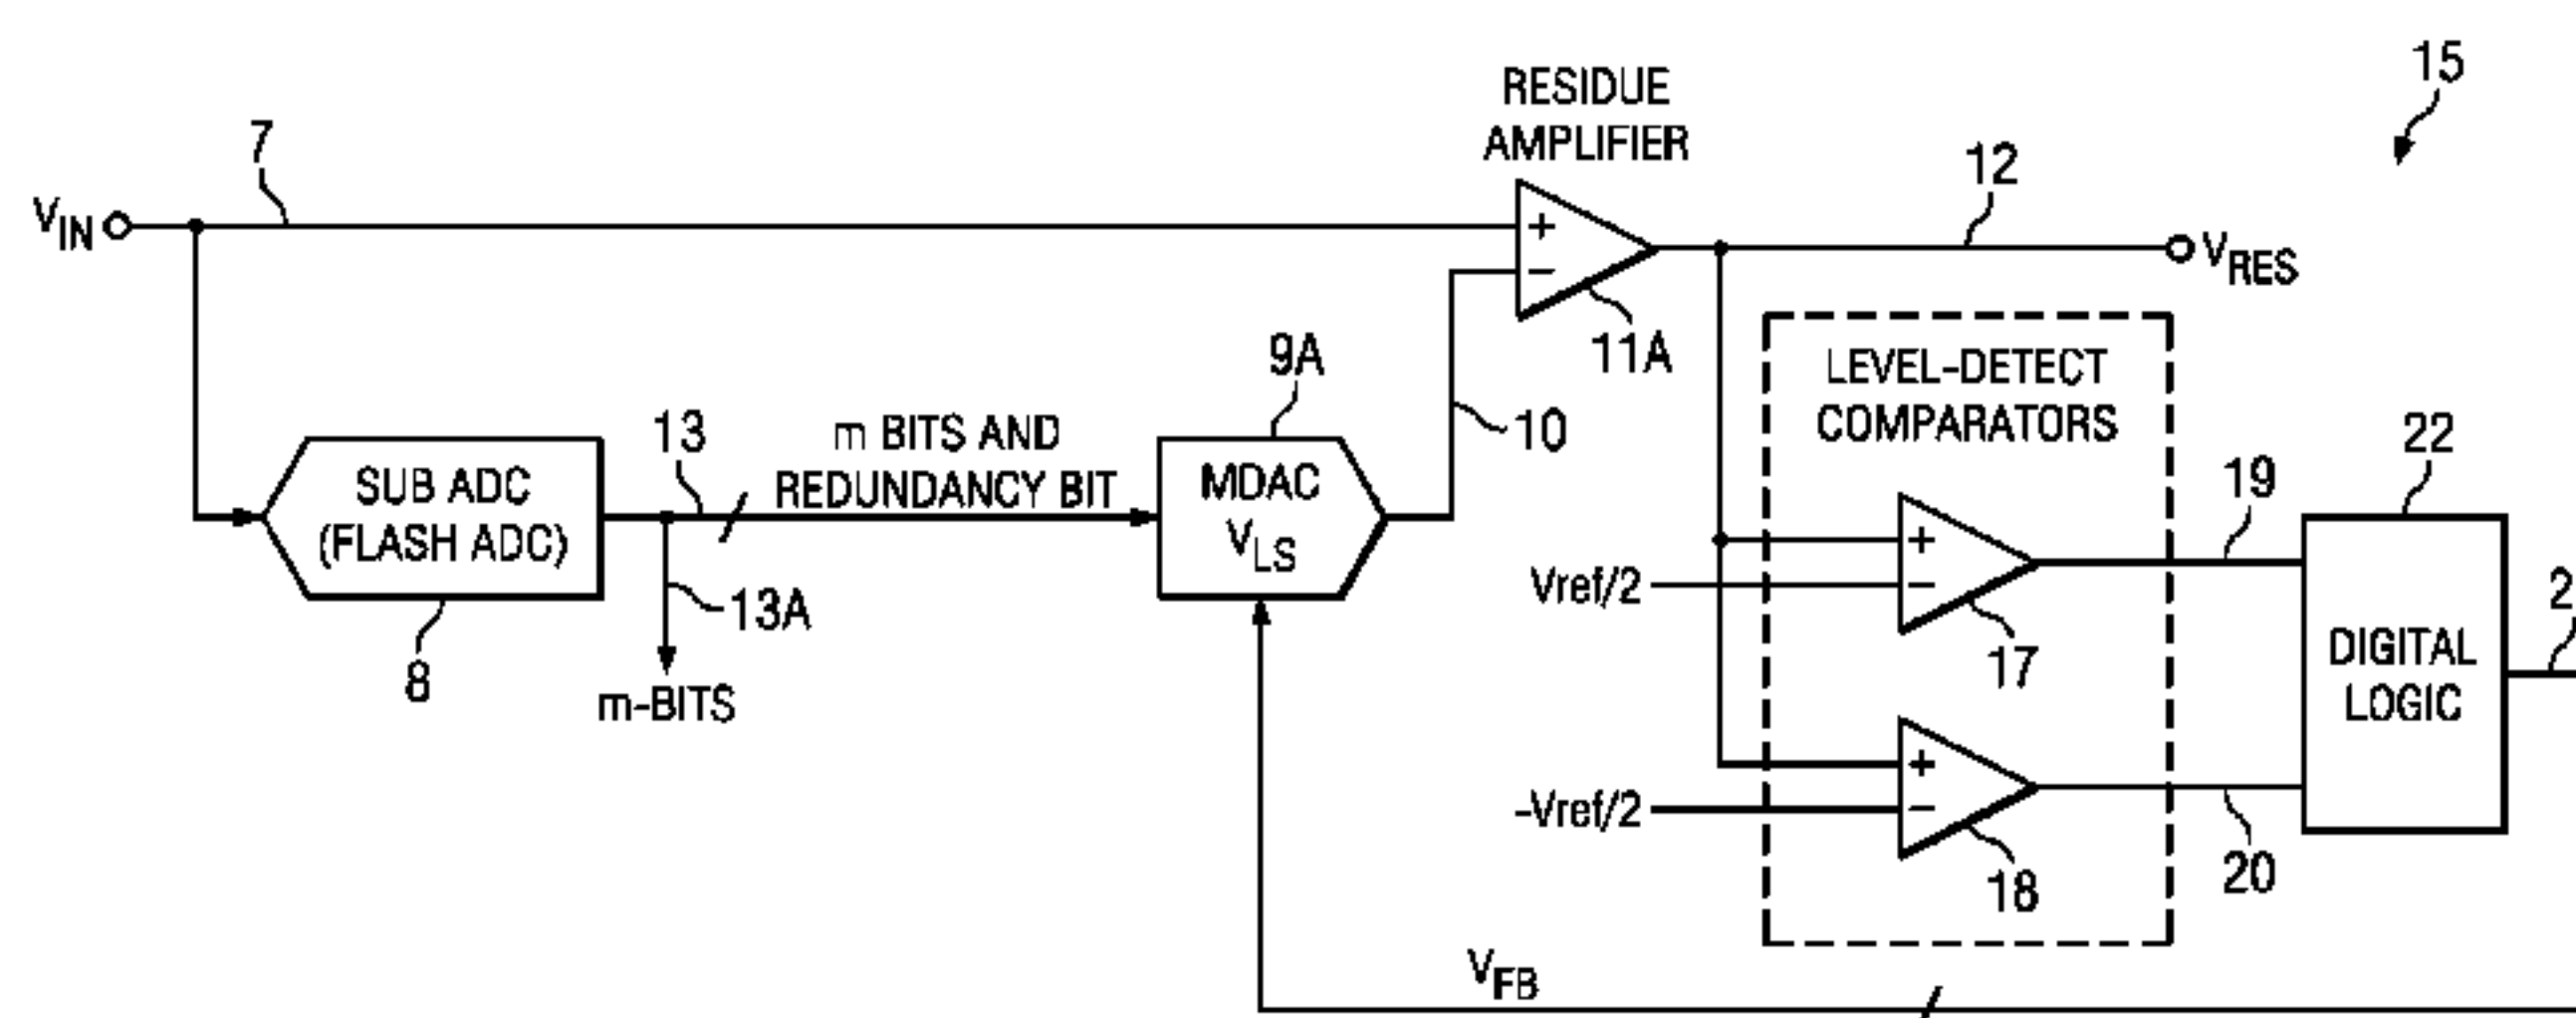 15
RESIDUE
AMPLIFIER
7
12
VIN
+
−
VRES
11A
9A
LEVEL-DETECT
COMPARATORS
13
m BITS AND
REDUNDANCY BIT
10
22
SUB ADC
(FLASH ADC)
MDAC
VLS
19
+
−
Vref/2
13A
17
DIGITAL
LOGIC
8
m-BITS
+
−
-Vref/2
18
20
VFB